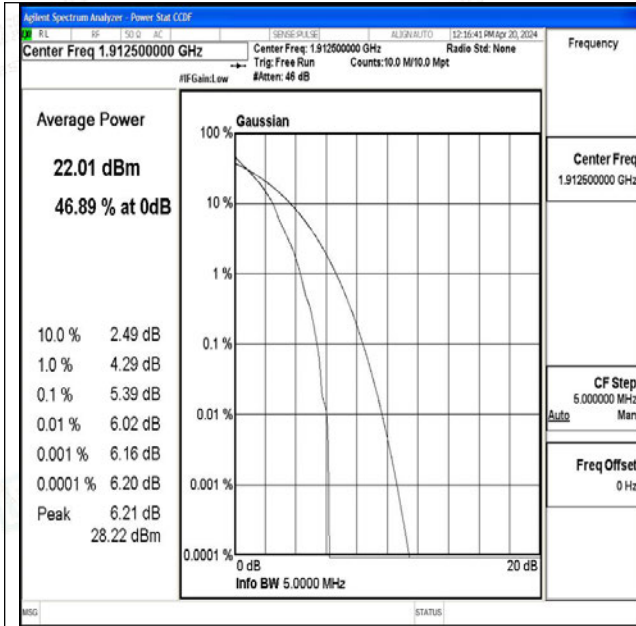 Agilent Spectrum Analyzer - Power Stat CCDF
RL RF 50 Ω AC SENSE:PULSE ALIGNAUTO 12:16:41 PM Apr 20, 2024
Center Freq 1.912500000 GHz
Center Freq: 1.912500000 GHz Radio Std: None
Trig: Free Run Counts:10.0 M/10.0 Mpt
#IFGain:Low #Atten: 46 dB
Frequency
Average Power
22.01 dBm
46.89 % at 0dB
10.0 % 2.49 dB
1.0 % 4.29 dB
0.1 % 5.39 dB
0.01 % 6.02 dB
0.001 % 6.16 dB
0.0001 % 6.20 dB
Peak 6.21 dB
28.22 dBm
Gaussian
100 %
10 %
1 %
0.1 %
0.01 %
0.001 %
0.0001 %
0 dB 20 dB
Info BW 5.0000 MHz
Center Freq
1.912500000 GHz
CF Step
5.000000 MHz
Auto Man
Freq Offset
0 Hz
MSG STATUS